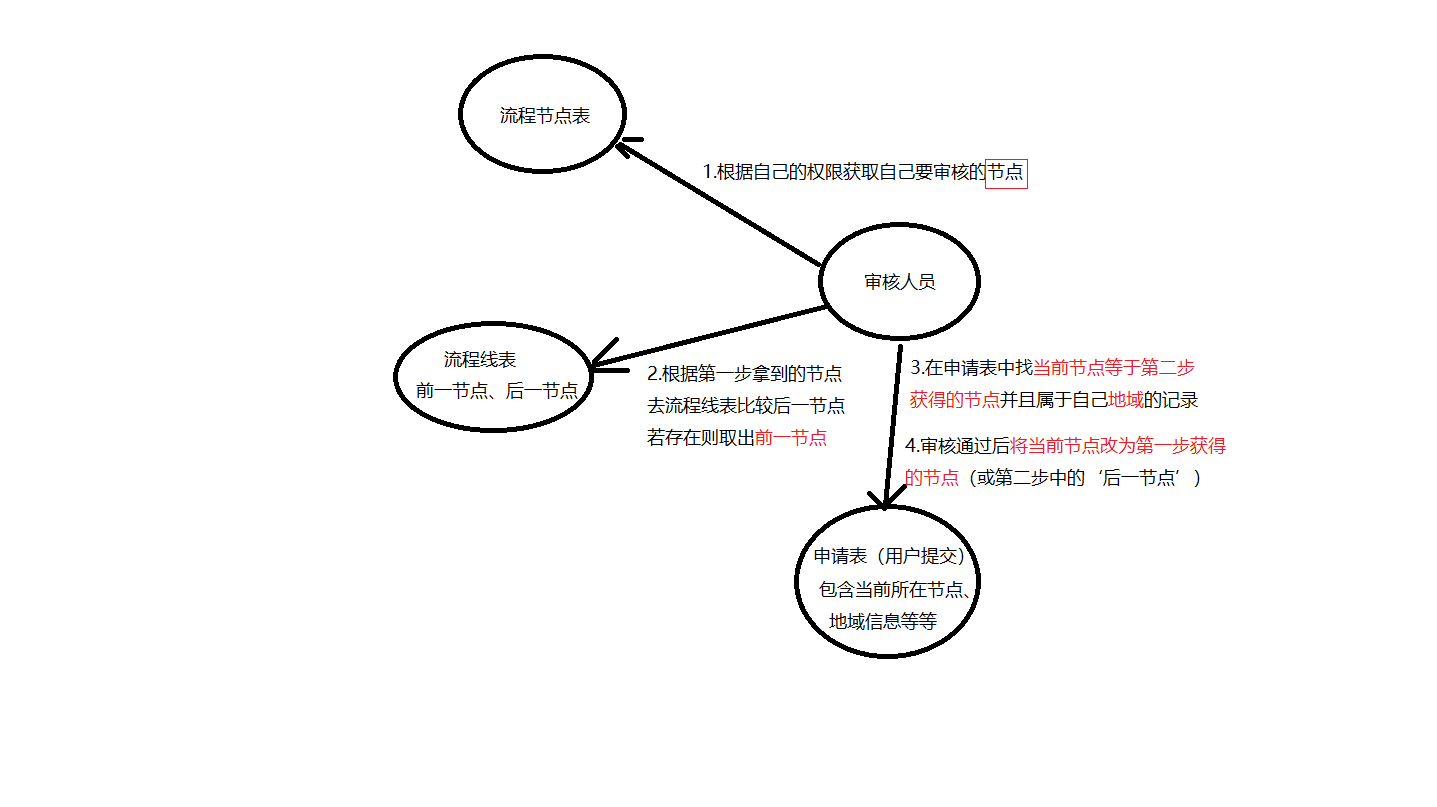 流程节点表
1.根据自己的权限获取自己要审核的节点
审核人员
流程线表
前一节点、后一节点
2.根据第一步拿到的节点
去流程线表比较后一节点
若存在则取出前一节点
3.在申请表中找当前节点等于第二步
获得的节点并且属于自己地域的记录
4.审核通过后将当前节点改为第一步获得
的节点（或第二步中的‘后一节点’）
申请表（用户提交）
包含当前所在节点、
地域信息等等